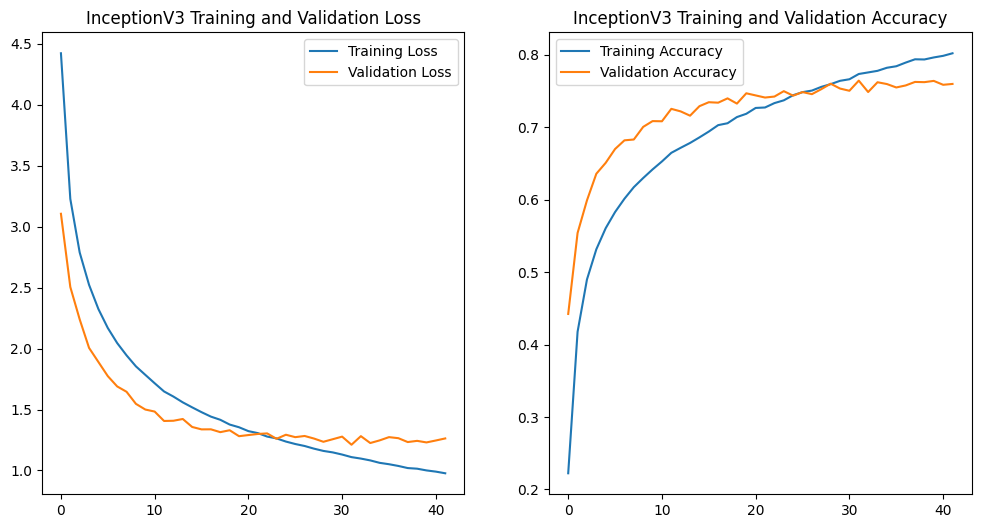 InceptionV3 Training and Validation Loss
Training Loss
Validation Loss
4.5
4.0
3.5
3.0
2.5
2.0
1.5
1.0
0 10 20 30 40
InceptionV3 Training and Validation Accuracy
Training Accuracy
Validation Accuracy
0.8
0.7
0.6
0.5
0.4
0.3
0.2
0 10 20 30 40